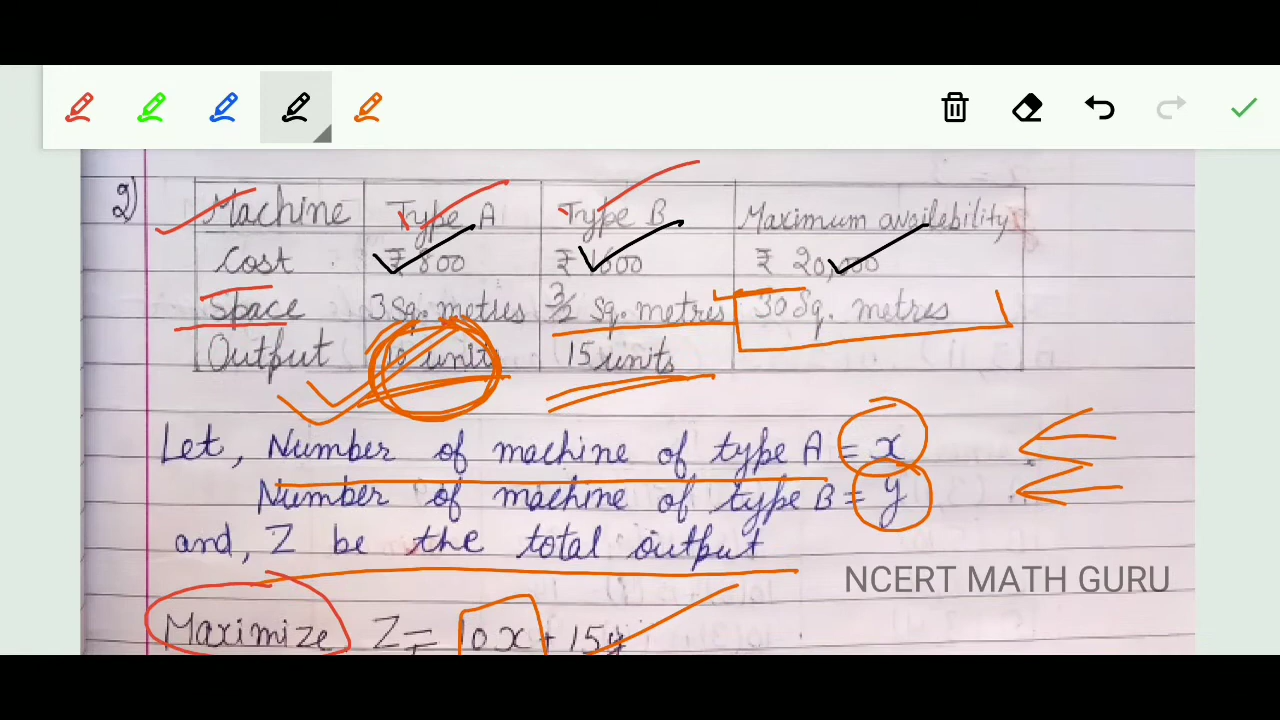 2)
Machine Type A Type B Maximum availebility
Cost ₹ 800 ₹ 1600 ₹ 20,000
Space 3 Sq. metres 3/2 Sq. metres 30 Sq. metres
Output 10 units 15 units
Let, Number of machine of type A = x
Number of machine of type B = y
and, Z be the total output
NCERT MATH GURU
Maximize Z = 10x + 15y